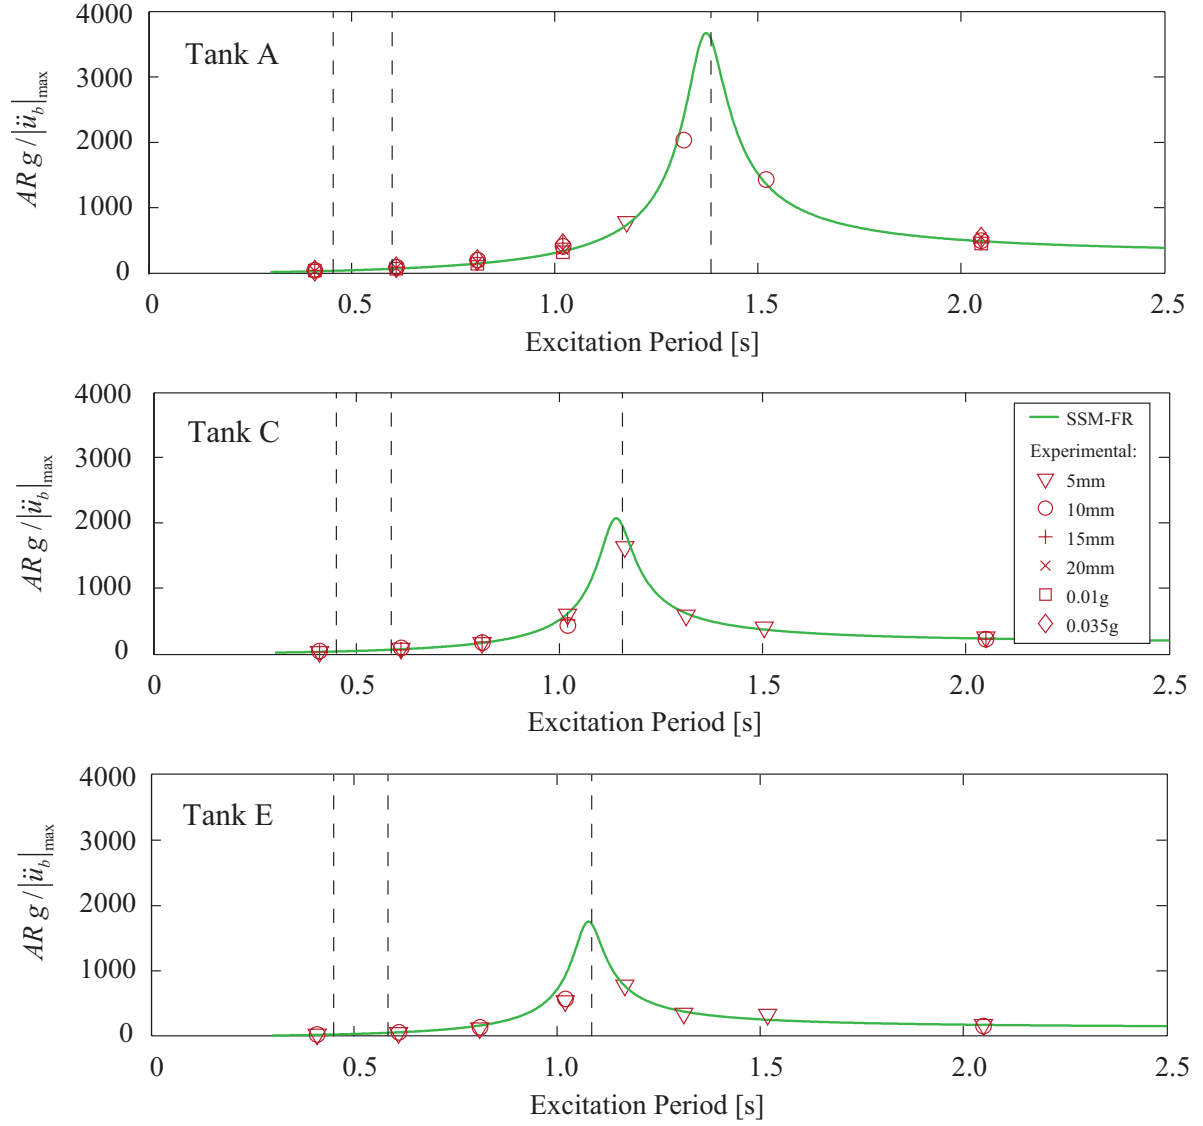 Tank A
AR g / |ü_b|_max
4000
3000
2000
1000
0
0 0.5 1.0 1.5 2.0 2.5
Excitation Period [s]
Tank C
AR g / |ü_b|_max
4000
3000
2000
1000
0
SSM-FR
Experimental:
5mm
10mm
15mm
20mm
0.01g
0.035g
0 0.5 1.0 1.5 2.0 2.5
Excitation Period [s]
Tank E
AR g / |ü_b|_max
4000
3000
2000
1000
0
0 0.5 1.0 1.5 2.0 2.5
Excitation Period [s]